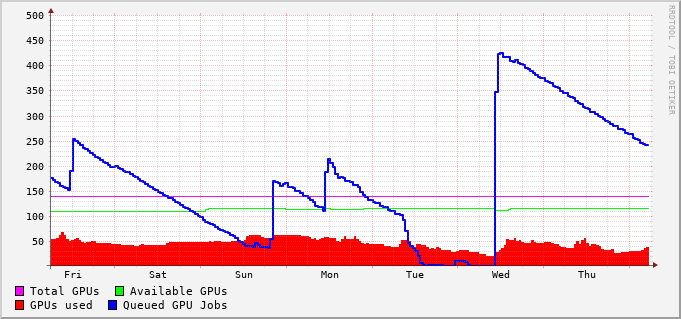 500
450
400
350
300
250
200
150
100
50
Fri Sat Sun Mon Tue Wed Thu
Total GPUs Available GPUs
GPUs used Queued GPU Jobs
RRDTOOL / TOBI OETIKER